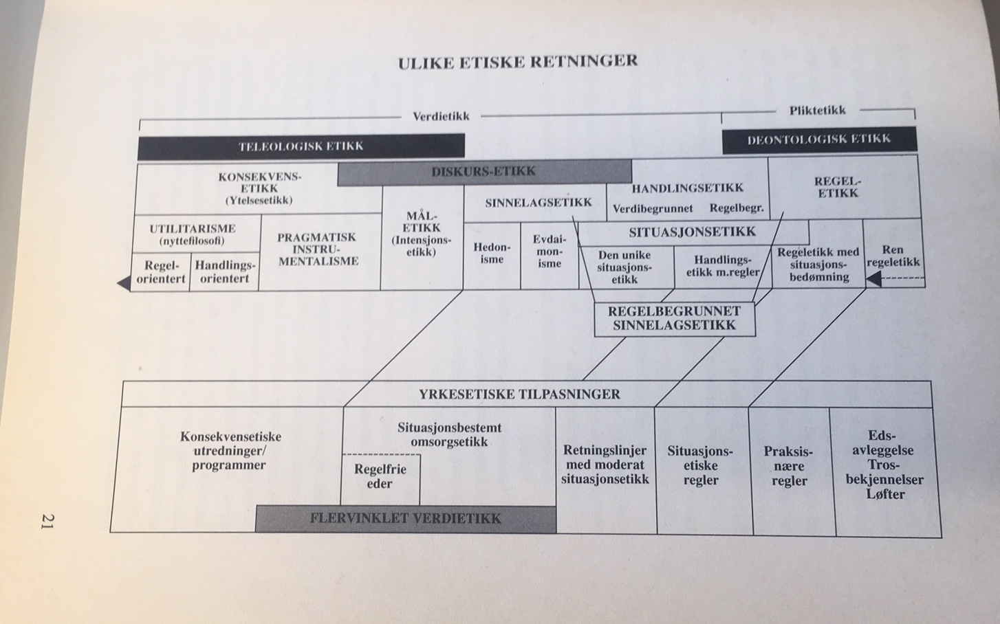 ULIKE ETISKE RETNINGER
Verdietikk
Pliktetikk
TELEOLOGISK ETIKK
DEONTOLOGISK ETIKK
KONSEKVENS-
ETIKK
(Ytelsesetikk)
DISKURS-ETIKK
HANDLINGSETIKK
Verdibegrunnet Regelbegr.
REGEL-
ETIKK
UTILITARISME
(nyttefilosofi)
Regel-
orientert
Handlings-
orientert
PRAGMATISK
INSTRU-
MENTALISME
MÅL-
ETIKK
(Intensjons-
etikk)
SINNELAGSETIKK
Hedon-
isme
Evdai-
mon-
isme
SITUASJONSETIKK
Den unike
situasjons-
etikk
Handlings-
etikk m.regler
Regeletikk med
situasjons-
bedømning
Ren
regeletikk
REGELBEGRUNNET
SINNELAGSETIKK
YRKESETISKE TILPASNINGER
Konsekvensetiske
utredninger/
programmer
Situasjonsbestemt
omsorgsetikk
Regelfrie
eder
FLERVINKLET VERDIETIKK
Retningslinjer
med moderat
situasjonsetikk
Situasjons-
etiske
regler
Praksis-
nære
regler
Eds-
avleggelse
Tros-
bekjennelser
Løfter
21